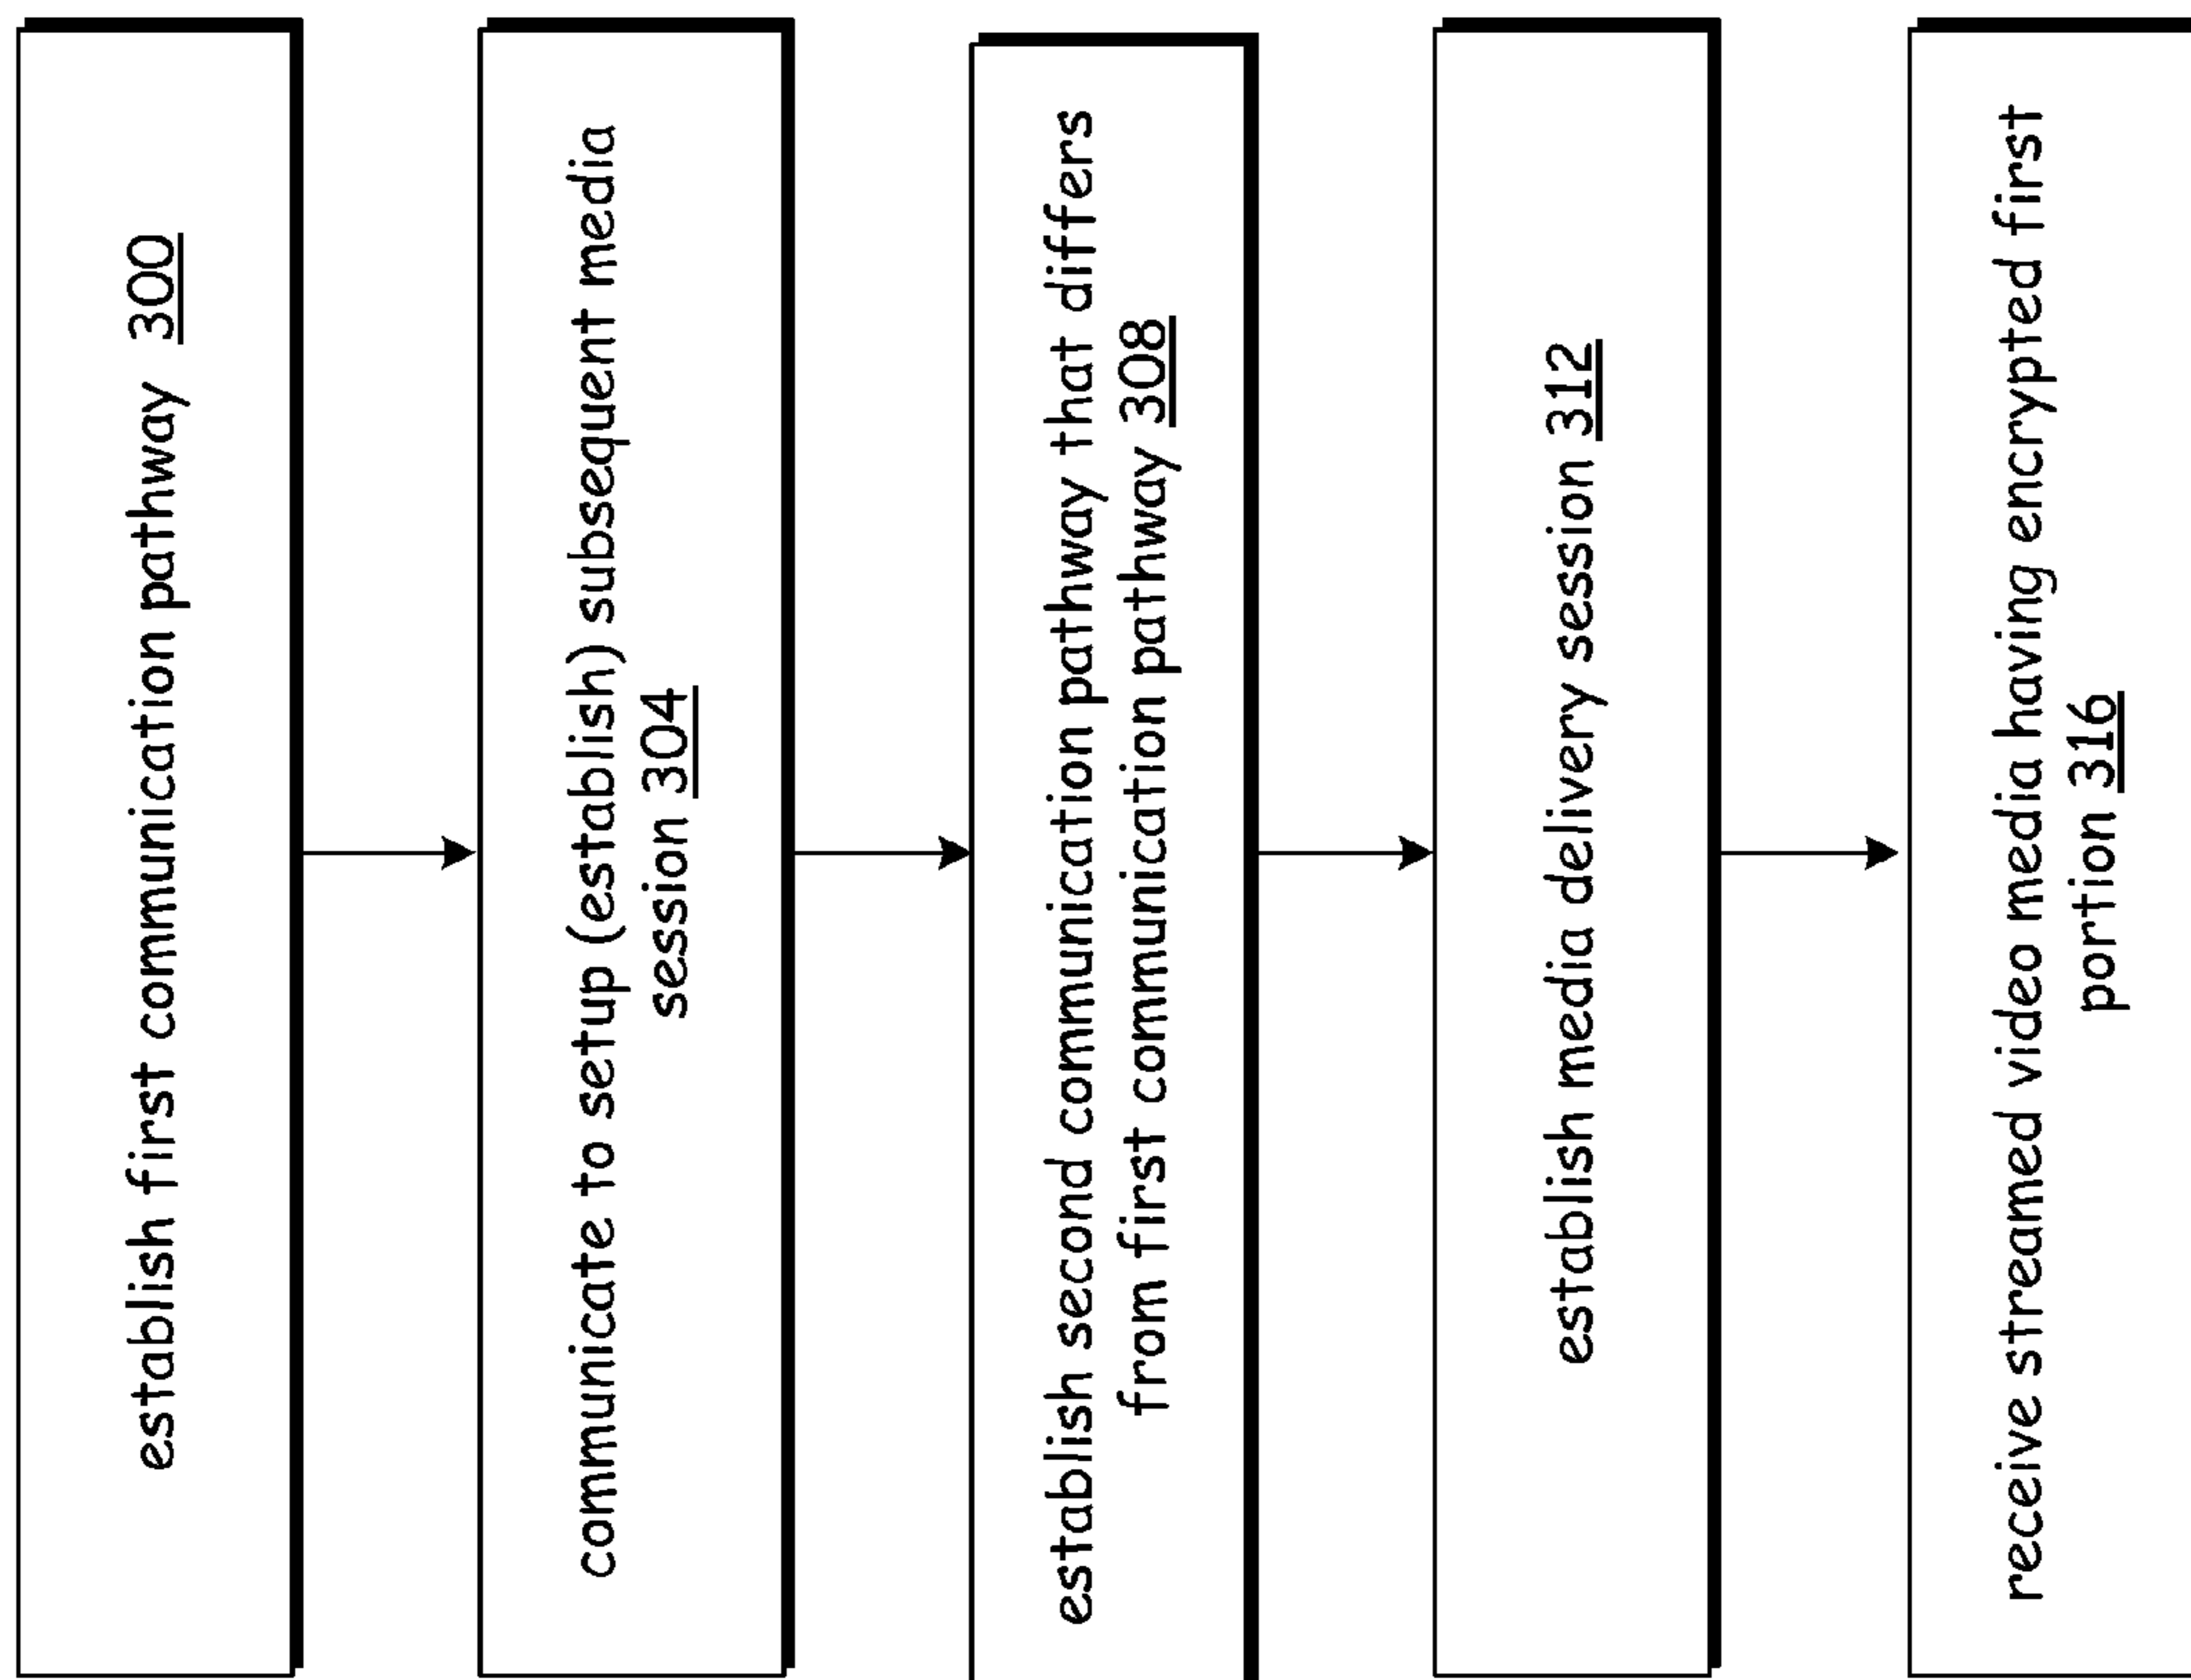 establish first communication pathway 300
communicate to setup (establish) subsequent media
session 304
establish second communication pathway that differs
from first communication pathway 308
establish media delivery session 312
receive streamed video media having encrypted first
portion 316